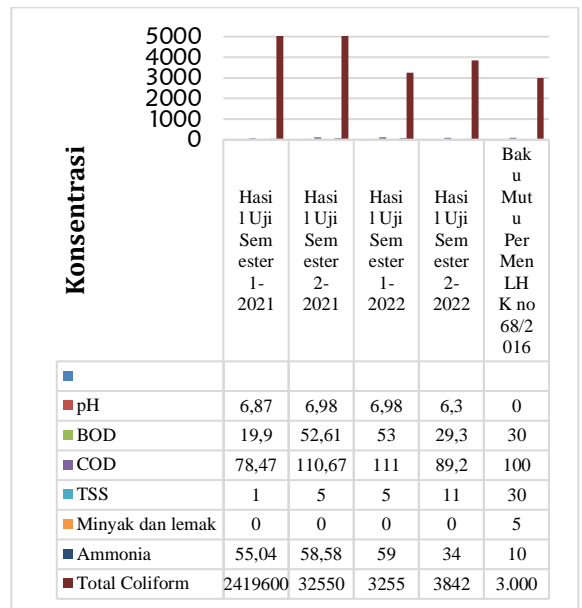 5000
4000
3000
2000
1000
0
Konsentrasi
Hasi
l Uji
Sem
ester
1-
2021
Hasi
l Uji
Sem
ester
2-
2021
Hasi
l Uji
Sem
ester
1-
2022
Hasi
l Uji
Sem
ester
2-
2022
Bak
u
Mut
u
Per
Men
LH
K no
68/2
016
pH 6,87 6,98 6,98 6,3 0
BOD 19,9 52,61 53 29,3 30
COD 78,47 110,67 111 89,2 100
TSS 1 5 5 11 30
Minyak dan lemak 0 0 0 0 5
Ammonia 55,04 58,58 59 34 10
Total Coliform 2419600 32550 3255 3842 3.000